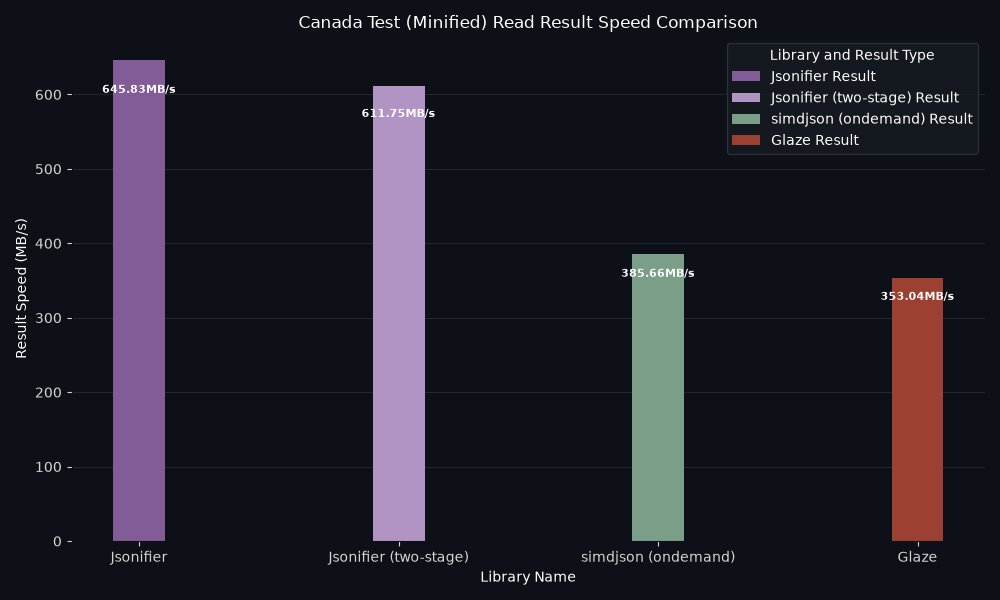 Canada Test (Minified) Read Result Speed Comparison
Library and Result Type
Jsonifier Result
Jsonifier (two-stage) Result
simdjson (ondemand) Result
Glaze Result
645.83MB/s
611.75MB/s
385.66MB/s
353.04MB/s
Result Speed (MB/s)
600
500
400
300
200
100
0
Jsonifier
Jsonifier (two-stage)
simdjson (ondemand)
Glaze
Library Name